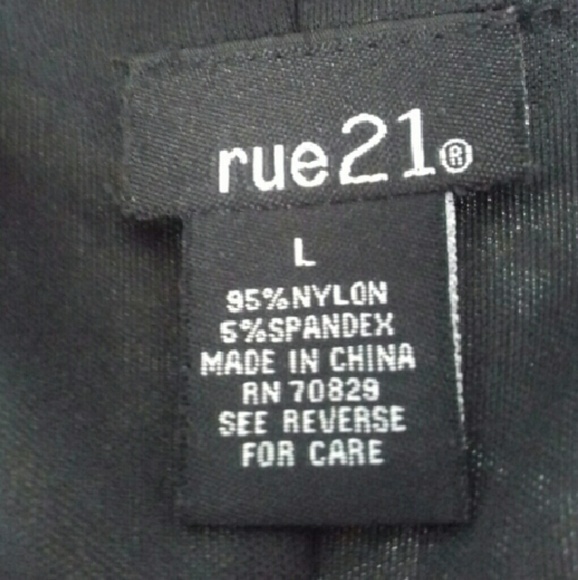 rue21®
L
95%NYLON
5%SPANDEX
MADE IN CHINA
RN 70829
SEE REVERSE
FOR CARE